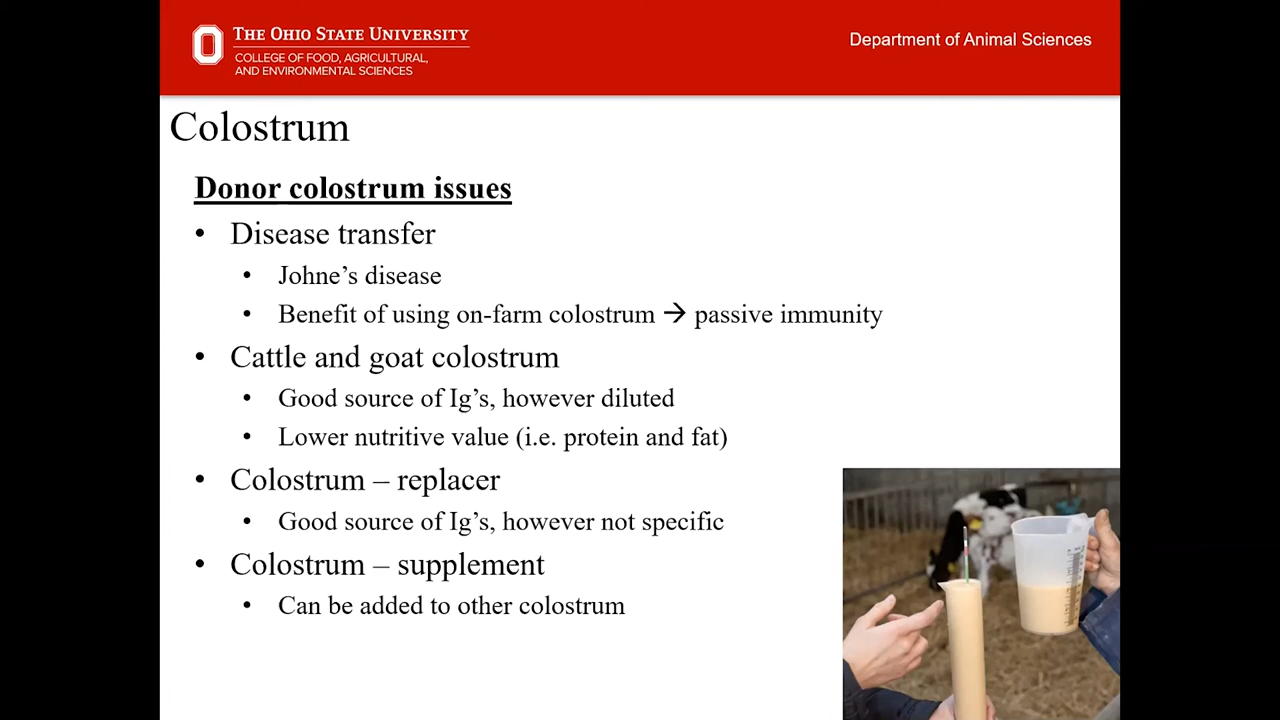 THE OHIO STATE UNIVERSITY
COLLEGE OF FOOD, AGRICULTURAL,
AND ENVIRONMENTAL SCIENCES
Department of Animal Sciences
Colostrum
Donor colostrum issues
• Disease transfer
• Johne’s disease
• Benefit of using on-farm colostrum → passive immunity
• Cattle and goat colostrum
• Good source of Ig’s, however diluted
• Lower nutritive value (i.e. protein and fat)
• Colostrum – replacer
• Good source of Ig’s, however not specific
• Colostrum – supplement
• Can be added to other colostrum